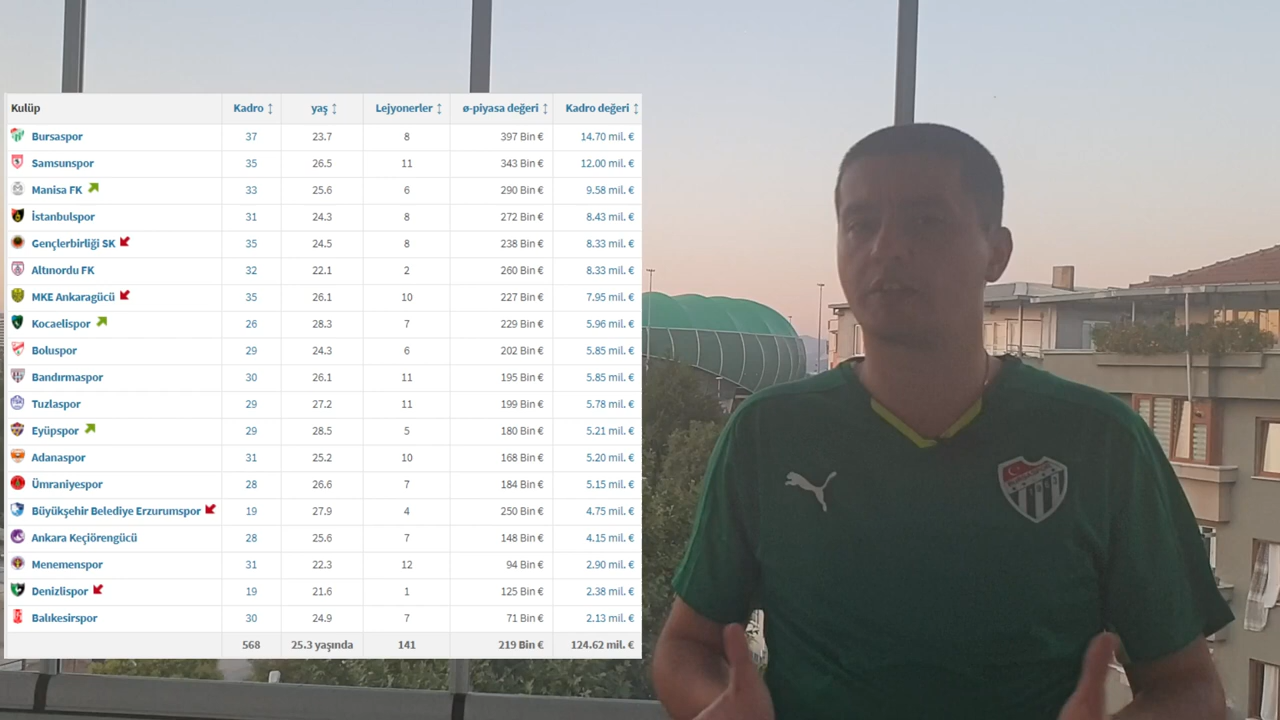 Kulüp Kadro yaş Lejyonerler ø-piyasa değeri Kadro değeri
Bursaspor 37 23.7 8 397 Bin € 14.70 mil. €
Samsunspor 35 26.5 11 343 Bin € 12.00 mil. €
Manisa FK 33 25.6 6 290 Bin € 9.58 mil. €
İstanbulspor 31 24.3 8 272 Bin € 8.43 mil. €
Gençlerbirliği SK 35 24.5 8 238 Bin € 8.33 mil. €
Altınordu FK 32 22.1 2 260 Bin € 8.33 mil. €
MKE Ankaragücü 35 26.1 10 227 Bin € 7.95 mil. €
Kocaelispor 26 28.3 7 229 Bin € 5.96 mil. €
Boluspor 29 24.3 6 202 Bin € 5.85 mil. €
Bandırmaspor 30 26.1 11 195 Bin € 5.85 mil. €
Tuzlaspor 29 27.2 11 199 Bin € 5.78 mil. €
Eyüpspor 29 28.5 5 180 Bin € 5.21 mil. €
Adanaspor 31 25.2 10 168 Bin € 5.20 mil. €
Ümraniyespor 28 26.6 7 184 Bin € 5.15 mil. €
Büyükşehir Belediye Erzurumspor 19 27.9 4 250 Bin € 4.75 mil. €
Ankara Keçiörengücü 28 25.6 7 148 Bin € 4.15 mil. €
Menemenspor 31 22.3 12 94 Bin € 2.90 mil. €
Denizlispor 19 21.6 1 125 Bin € 2.38 mil. €
Balıkesirspor 30 24.9 7 71 Bin € 2.13 mil. €
568 25.3 yaşında 141 219 Bin € 124.62 mil. €
BURSASPOR
1963